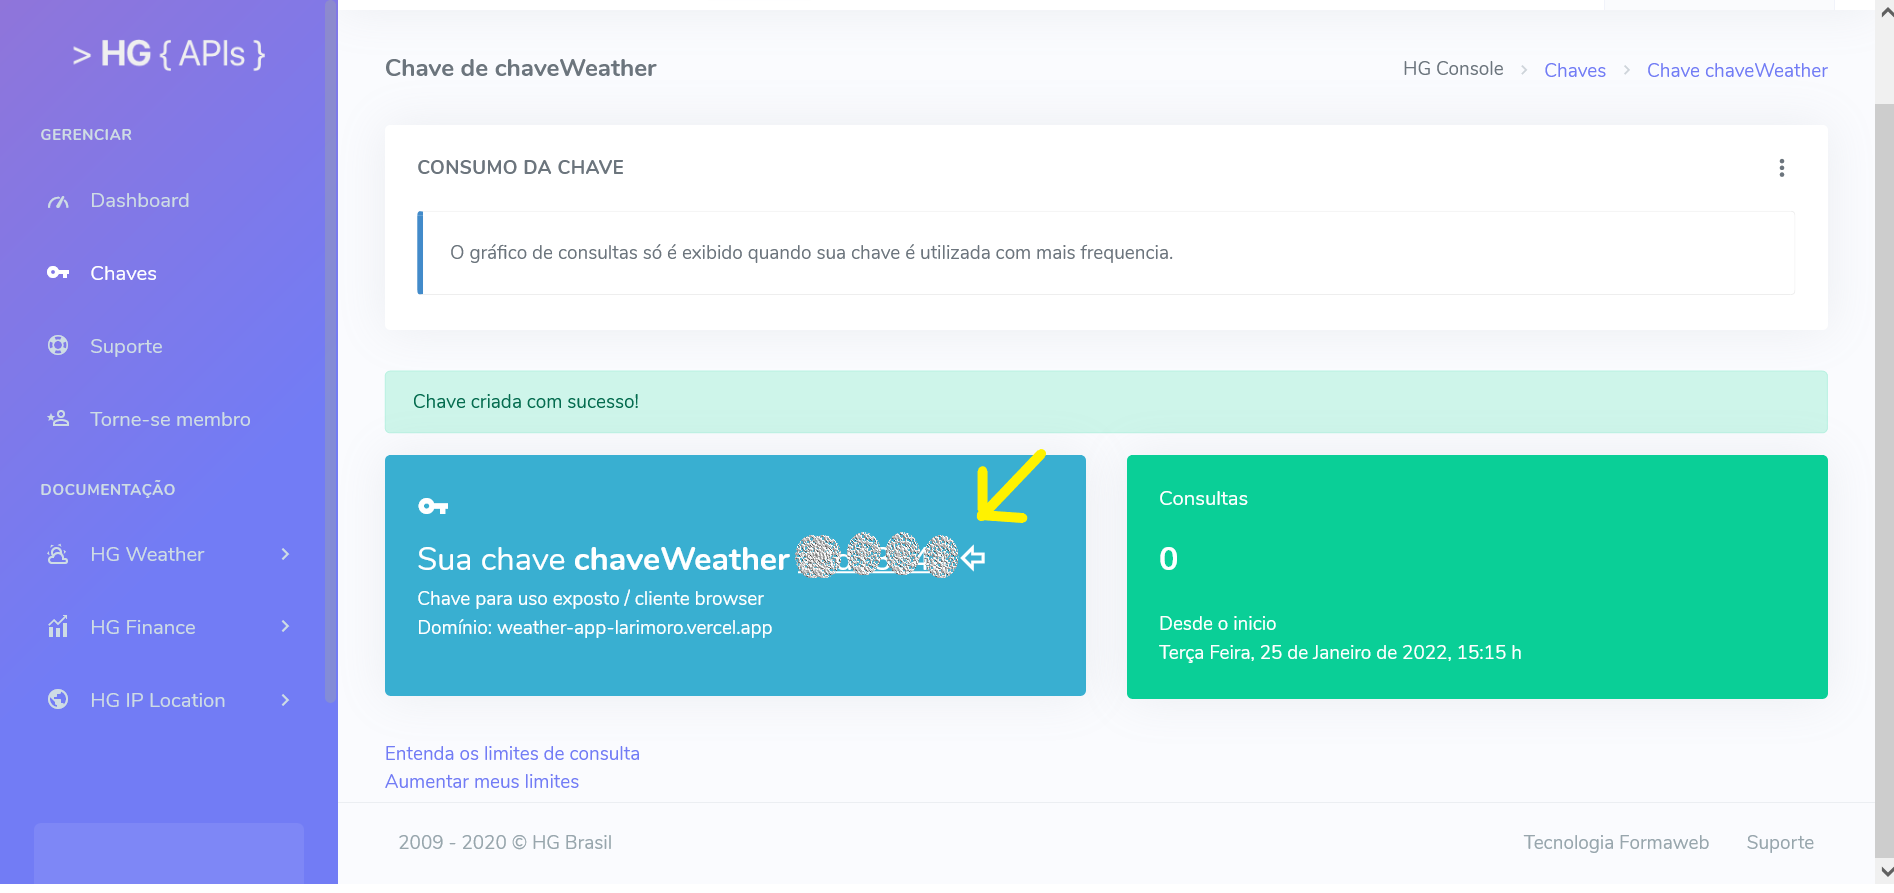 > HG { APIs }
GERENCIAR
Dashboard
Chaves
Suporte
Torne-se membro
DOCUMENTAÇÃO
HG Weather
HG Finance
HG IP Location
Chave de chaveWeather
HG Console > Chaves > Chave chaveWeather
CONSUMO DA CHAVE
O gráfico de consultas só é exibido quando sua chave é utilizada com mais frequencia.
Chave criada com sucesso!
Sua chave chaveWeather
Chave para uso exposto / cliente browser
Domínio: weather-app-larimoro.vercel.app
Consultas
0
Desde o inicio
Terça Feira, 25 de Janeiro de 2022, 15:15 h
Entenda os limites de consulta
Aumentar meus limites
2009 - 2020 © HG Brasil
Tecnologia Formaweb
Suporte